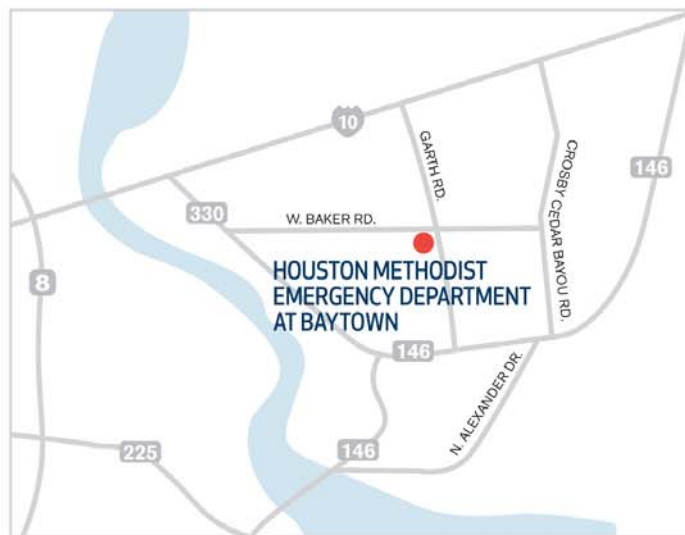 10
GARTH RD.
CROSBY CEDAR BAYOU RD.
146
330
W. BAKER RD.
8
HOUSTON METHODIST
EMERGENCY DEPARTMENT
AT BAYTOWN
146
N. ALEXANDER DR.
225
146